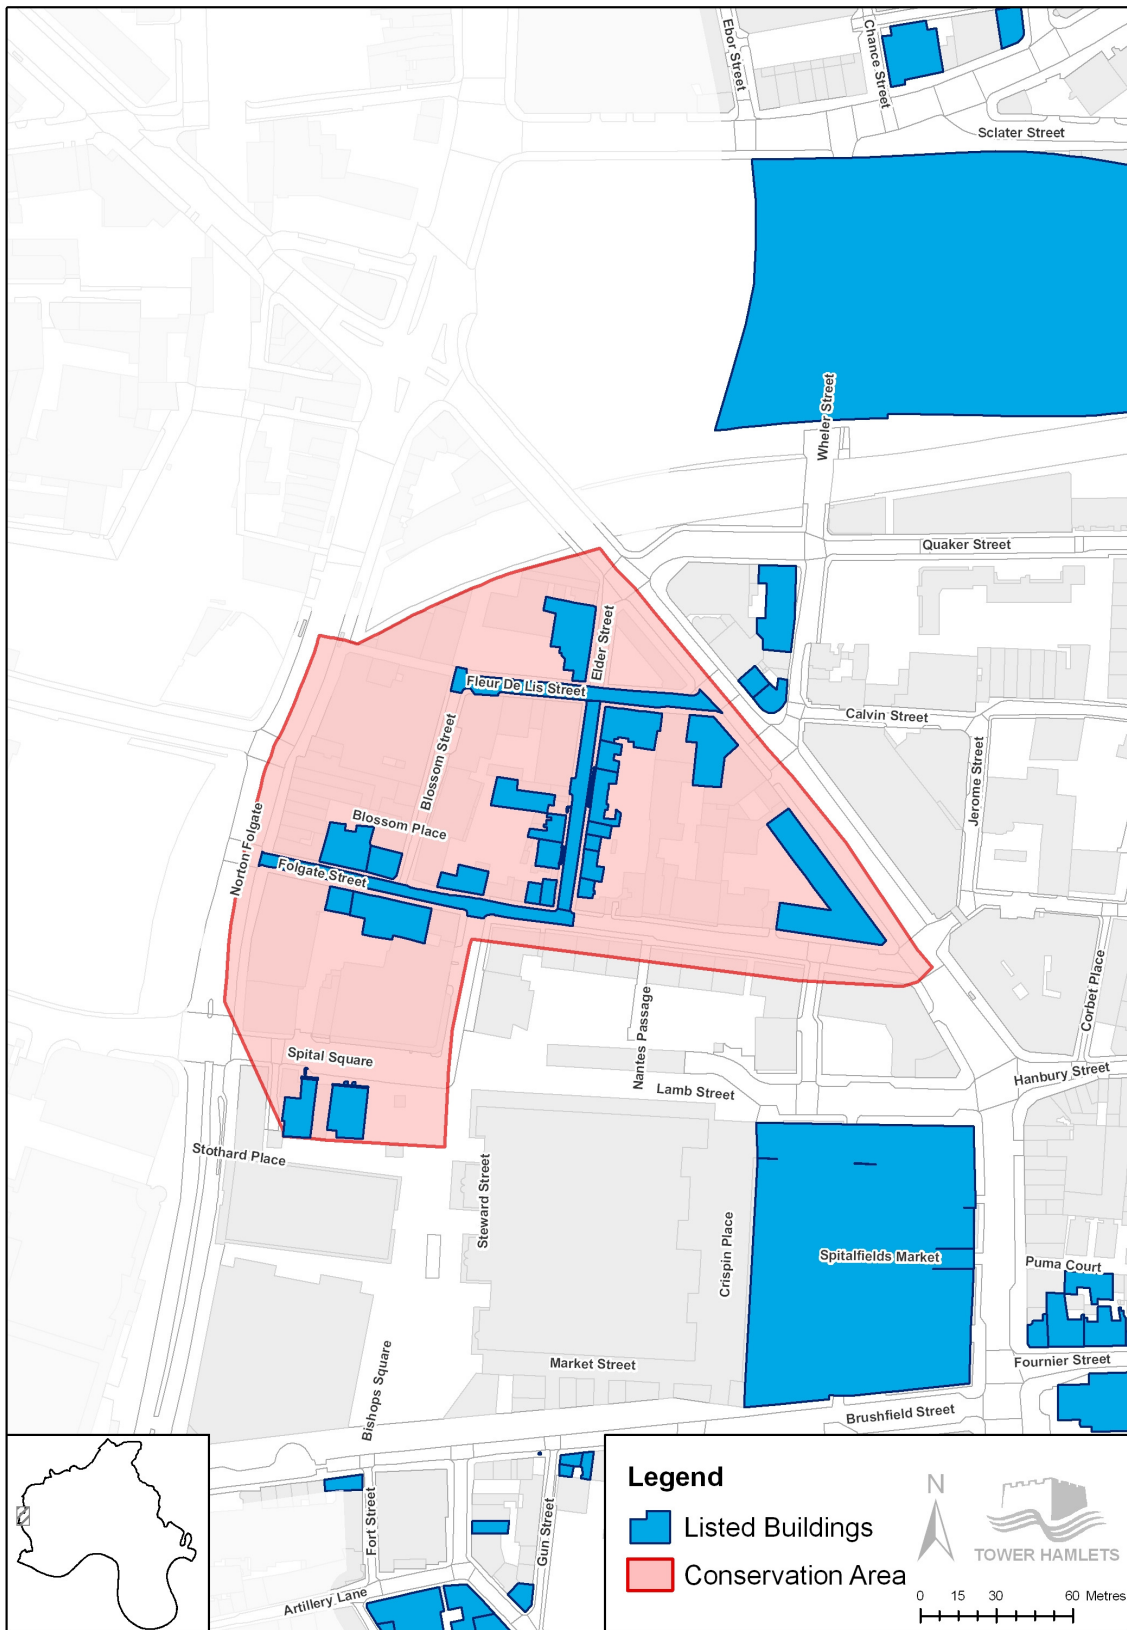 Ebor Street
Chance Street
Sclater Street
Wheler Street
Quaker Street
Elder Street
Fleur De Lis Street
Calvin Street
Blossom Street
Jerome Street
Blossom Place
Norton Folgate
Folgate Street
Nantes Passage
Corbet Place
Spital Square
Hanbury Street
Lamb Street
Stothard Place
Steward Street
Crispin Place
Spitalfields Market
Puma Court
Market Street
Fournier Street
Bishops Square
Brushfield Street
Fort Street
Gun Street
Artillery Lane
Legend
Listed Buildings
Conservation Area
N
TOWER HAMLETS
0 15 30 60 Metres